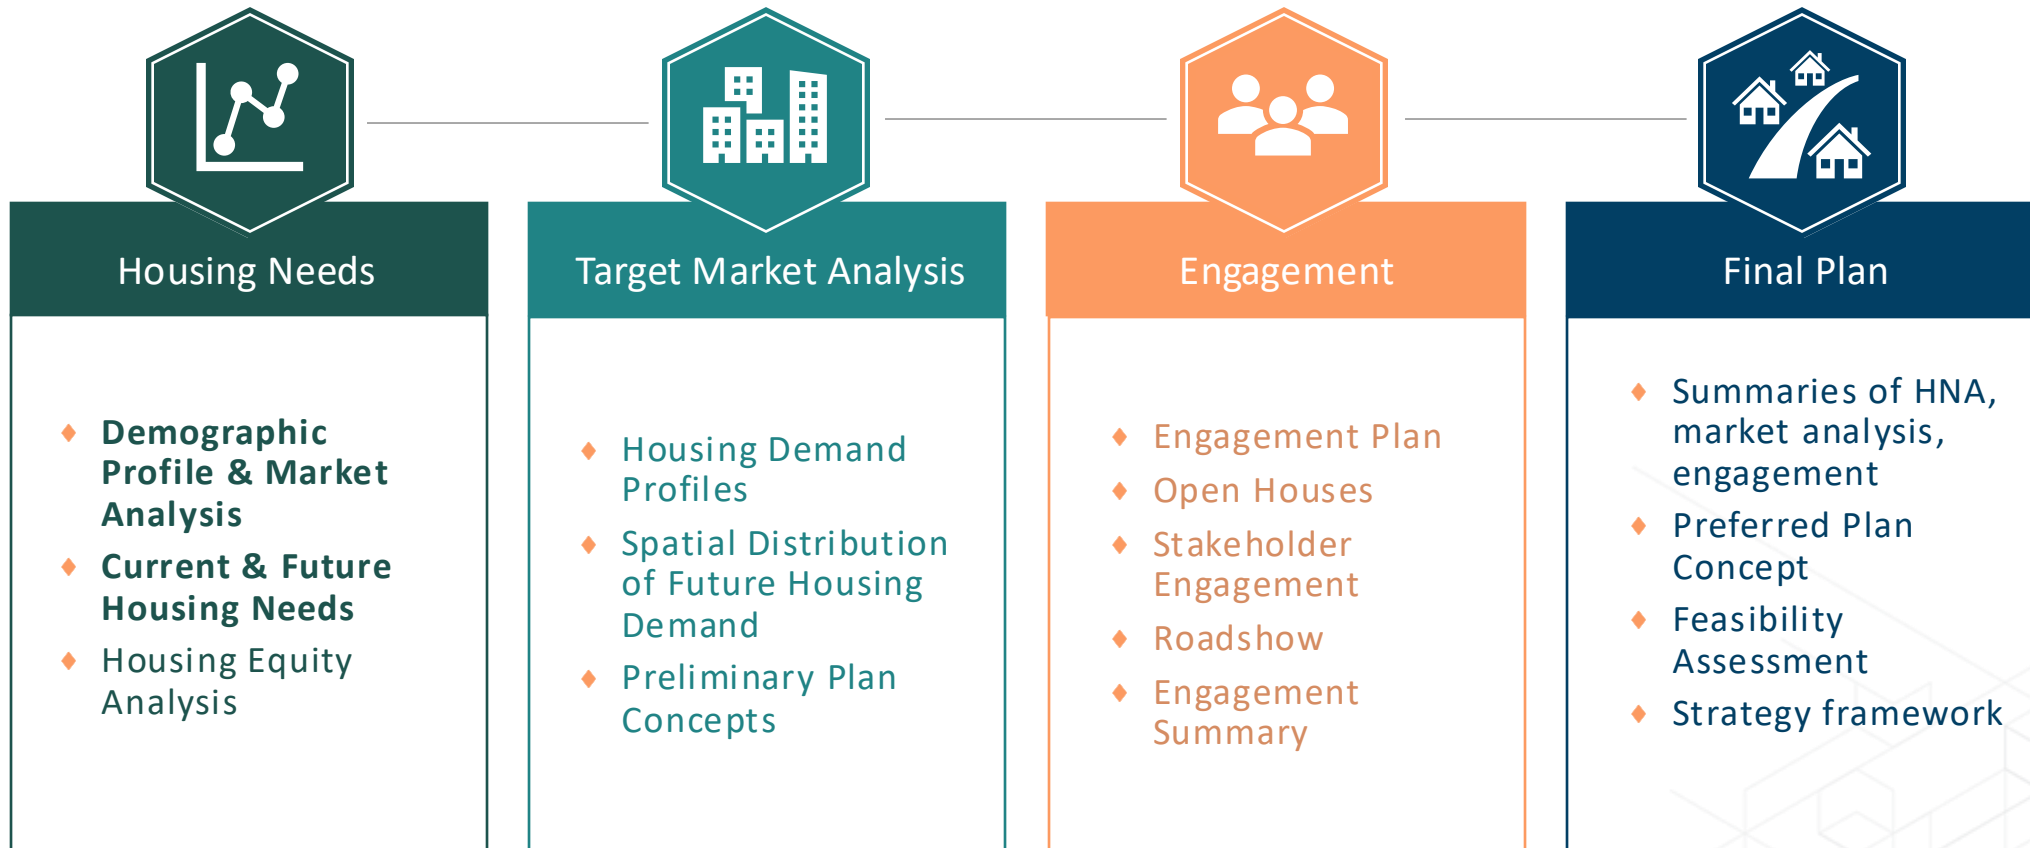 Housing Needs
Demographic
Profile & Market
Analysis
Current & Future
Housing Needs
Housing Equity
Analysis
Target Market Analysis
Housing Demand
Profiles
Spatial Distribution
of Future Housing
Demand
Preliminary Plan
Concepts
Engagement
Engagement Plan
Open Houses
Stakeholder
Engagement
Roadshow
Engagement
Summary
Final Plan
Summaries of HNA,
market analysis,
engagement
Preferred Plan
Concept
Feasibility
Assessment
Strategy framework